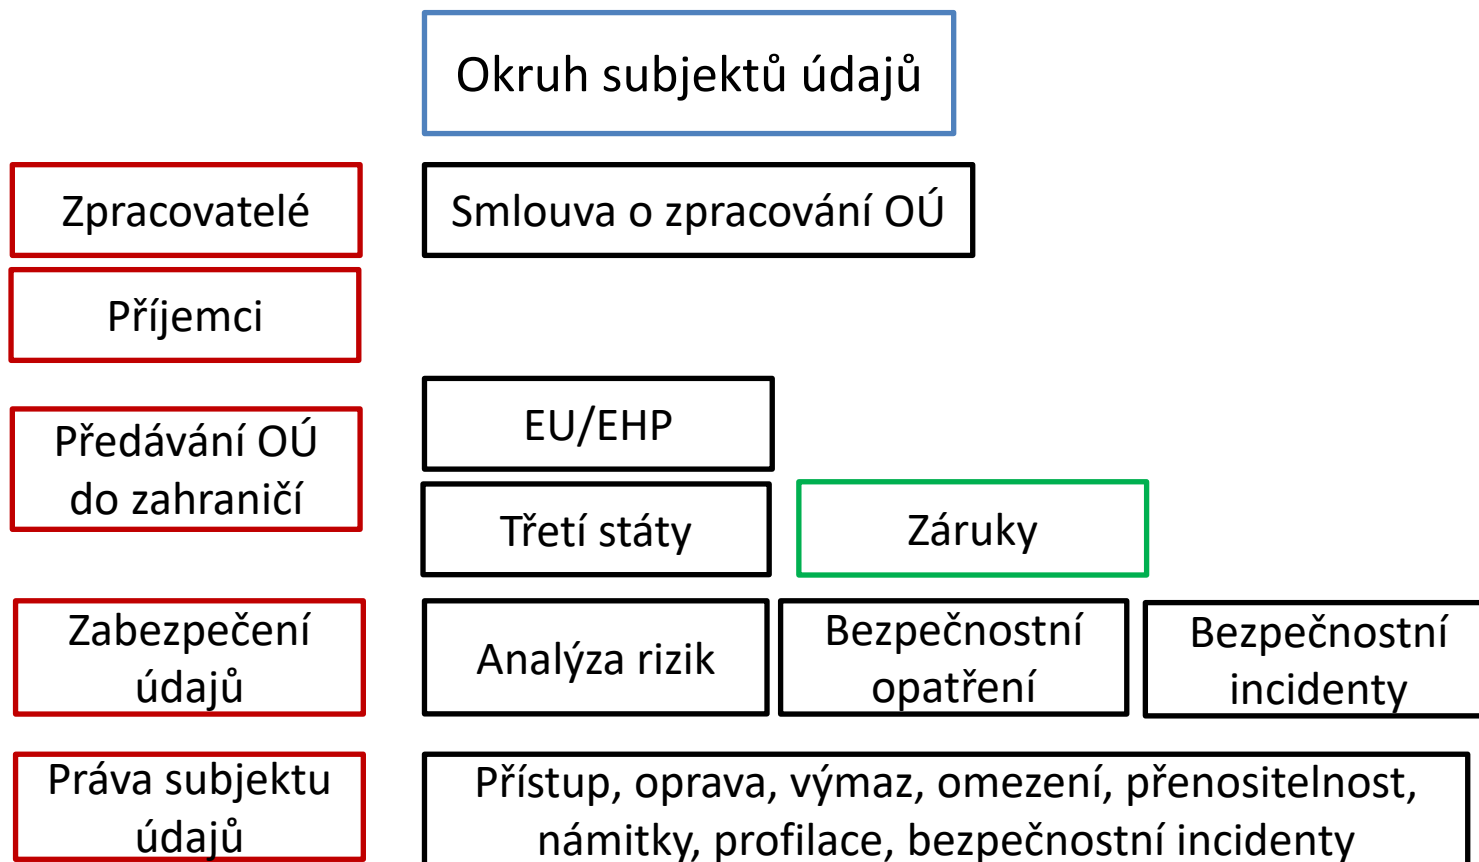 Okruh subjektů údajů
Zpracovatelé
Smlouva o zpracování OÚ
Příjemci
Předávání OÚ
do zahraničí
EU/EHP
Třetí státy
Záruky
Zabezpečení
údajů
Analýza rizik
Bezpečnostní
opatření
Bezpečnostní
incidenty
Práva subjektu
údajů
Přístup, oprava, výmaz, omezení, přenositelnost,
námitky, profilace, bezpečnostní incidenty